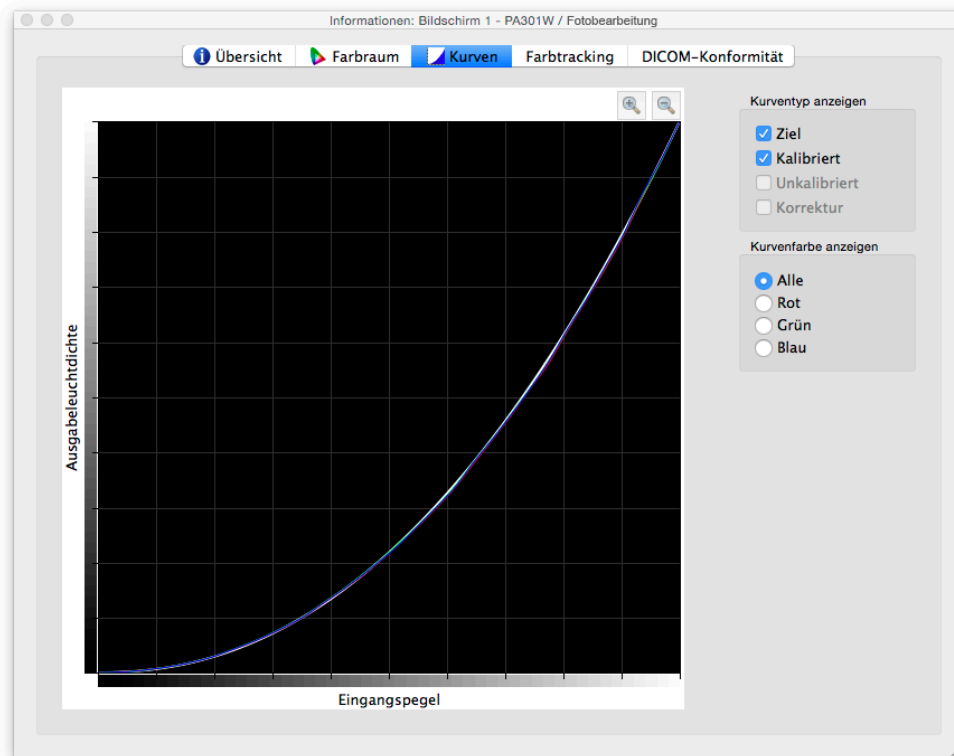 Informationen: Bildschirm 1 - PA301W / Fotobearbeitung
Übersicht
Farbraum
Kurven
Farbtracking
DICOM-Konformität
Ausgabeleuchtdichte
Eingangspegel
Kurventyp anzeigen
Ziel
Kalibriert
Unkalibriert
Korrektur
Kurvenfarbe anzeigen
Alle
Rot
Grün
Blau